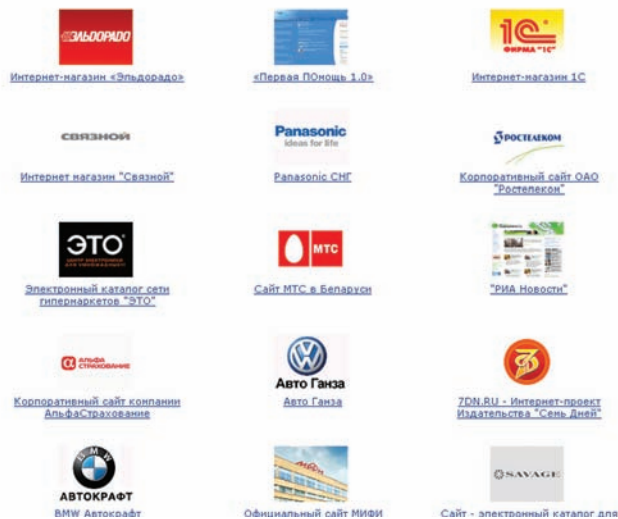 ЭЛЬДОРАДО
1С
ФИРМА "1С"
Интернет-магазин «Эльдорадо»
«Первая ПОмощь 1.0»
Интернет-магазин 1С
СВЯЗНОЙ
Panasonic
ideas for life
РОСТЕЛЕКОМ
Интернет магазин "Связной"
Panasonic СНГ
Корпоративный сайт ОАО
"Ростелеком"
ЭТО
МТС
Электронный каталог сети
гипермаркетов "ЭТО"
Сайт МТС в Беларуси
"РИА Новости"
АЛЬФА
СТРАХОВАНИЕ
Авто Ганза
7
Корпоративный сайт компании
АльфаСтрахование
Авто Ганза
7DN.RU - Интернет-проект
Издательства "Семь Дней"
BMW
АВТОКРАФТ
МИФИ
SAVAGE
BMW Автокрафт
Официальный сайт МИФИ
Сайт - электронный каталог для